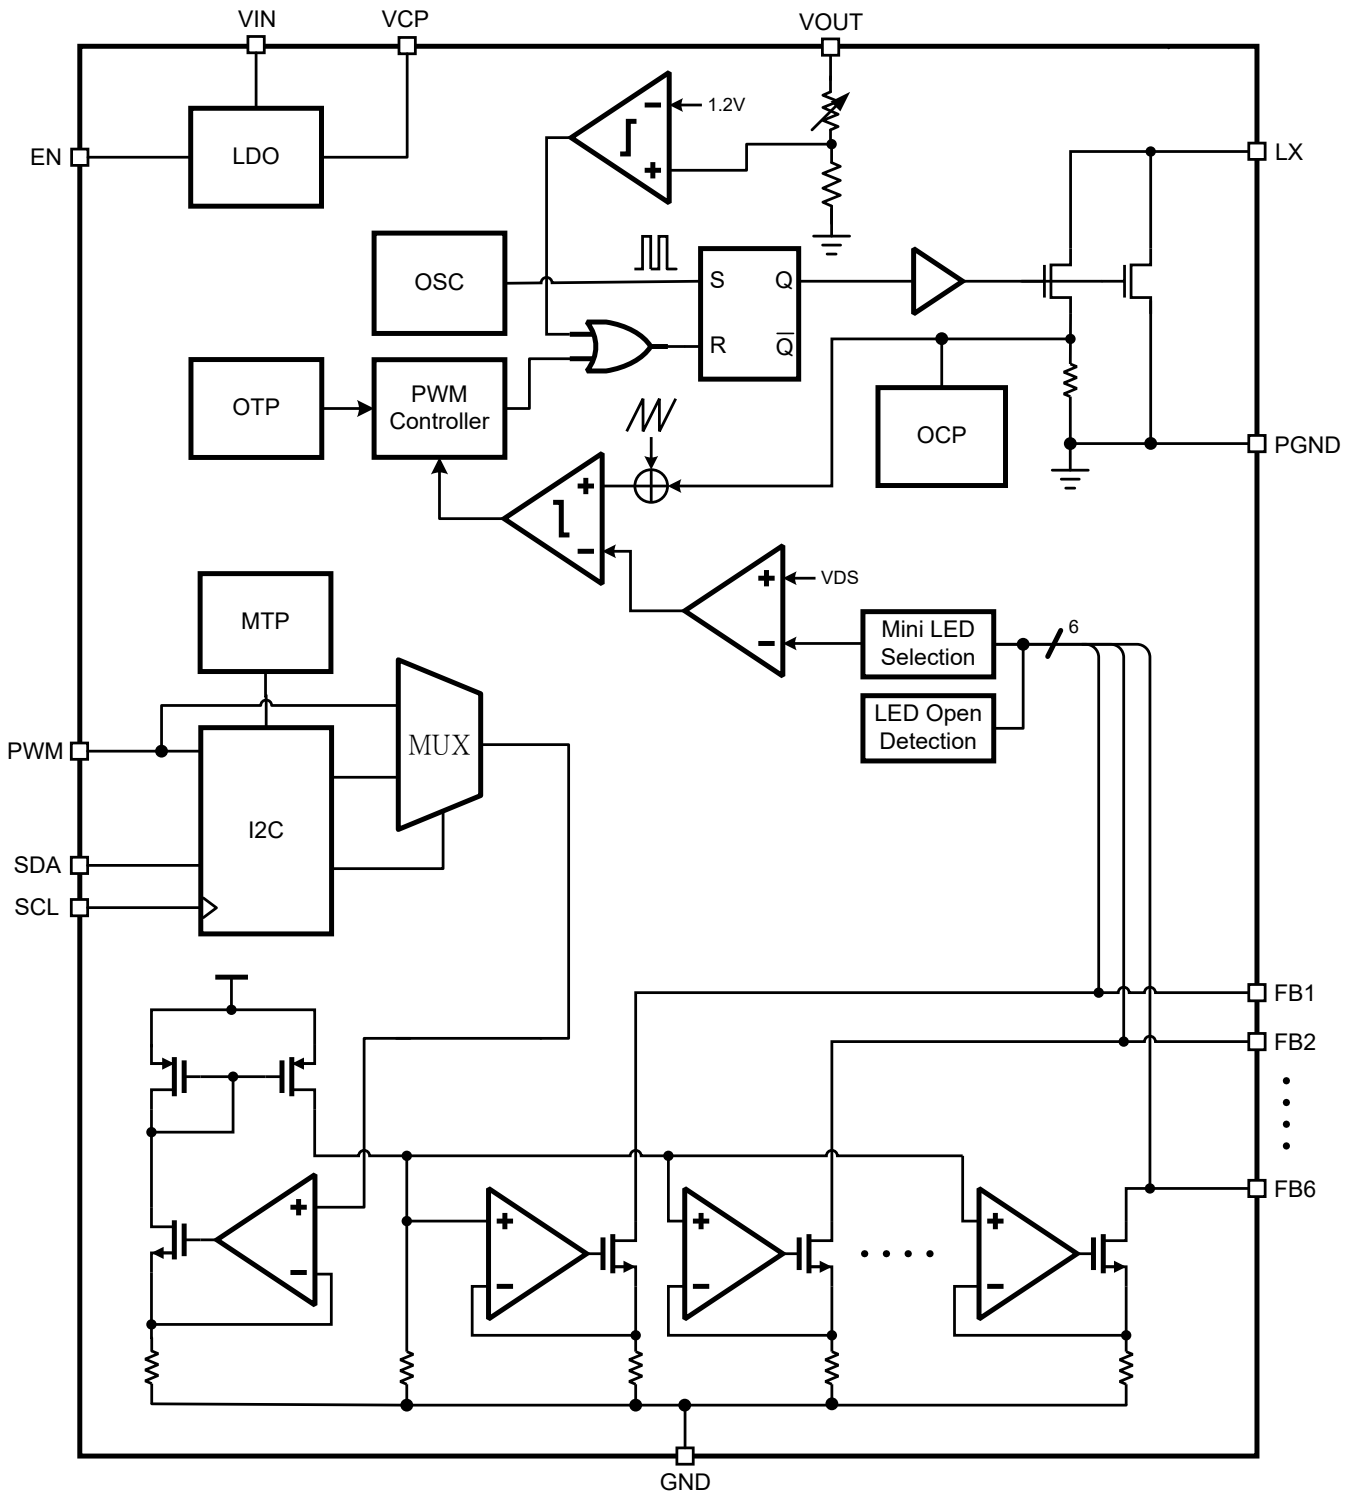 VIN
VCP
VOUT
1.2V
EN
LDO
LX
OSC
S
Q
R
Q̅
OTP
PWM
Controller
OCP
PGND
VDS
MTP
Mini LED
Selection
6
LED Open
Detection
PWM
MUX
I2C
SDA
SCL
FB1
FB2
FB6
GND